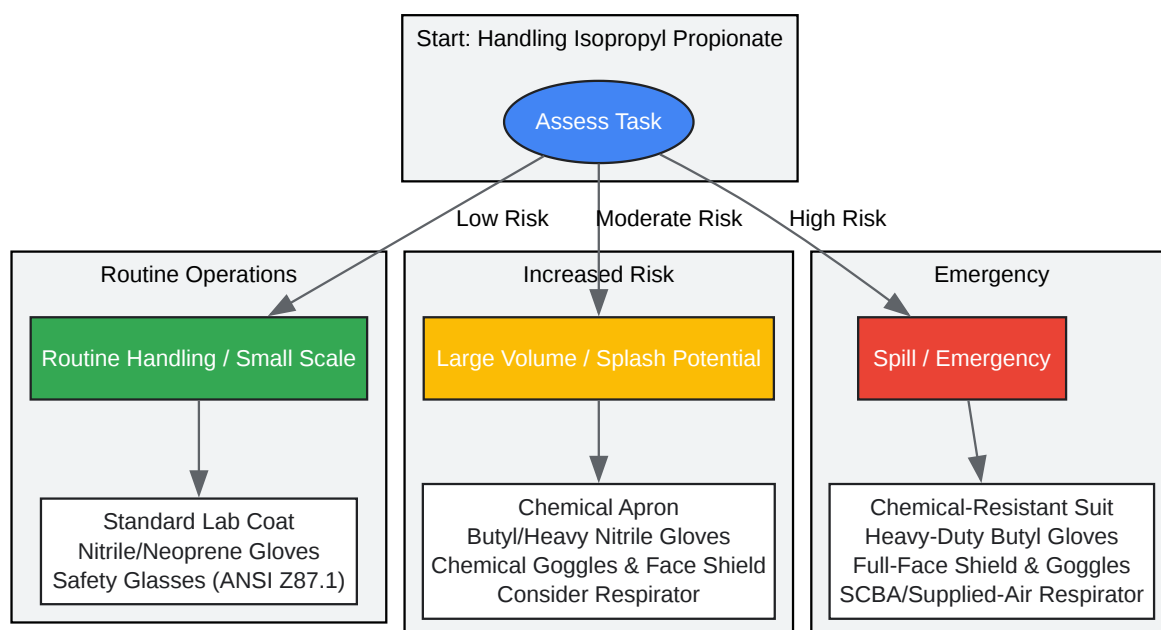 Start: Handling Isopropyl Propionate
Assess Task
Low Risk
Moderate Risk
High Risk
Routine Operations
Increased Risk
Emergency
Routine Handling / Small Scale
Large Volume / Splash Potential
Spill / Emergency
Standard Lab Coat
Nitrile/Neoprene Gloves
Safety Glasses (ANSI Z87.1)
Chemical Apron
Butyl/Heavy Nitrile Gloves
Chemical Goggles & Face Shield
Consider Respirator
Chemical-Resistant Suit
Heavy-Duty Butyl Gloves
Full-Face Shield & Goggles
SCBA/Supplied-Air Respirator